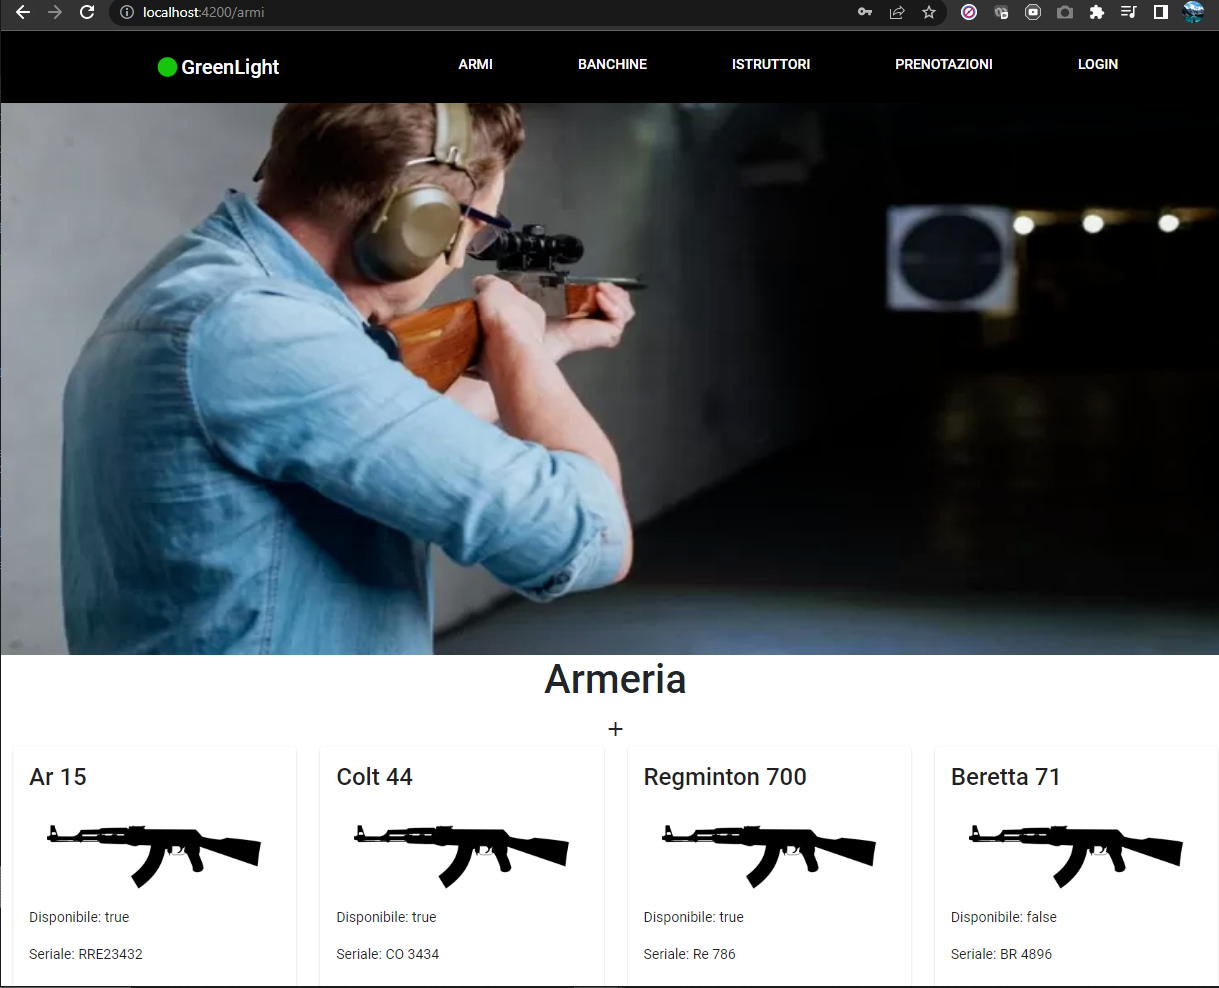 localhost:4200/armi
GreenLight
ARMI
BANCHINE
ISTRUTTORI
PRENOTAZIONI
LOGIN
Armeria
+
Ar 15
Colt 44
Regminton 700
Beretta 71
Disponibile: true
Disponibile: true
Disponibile: true
Disponibile: false
Seriale: RRE23432
Seriale: CO 3434
Seriale: Re 786
Seriale: BR 4896